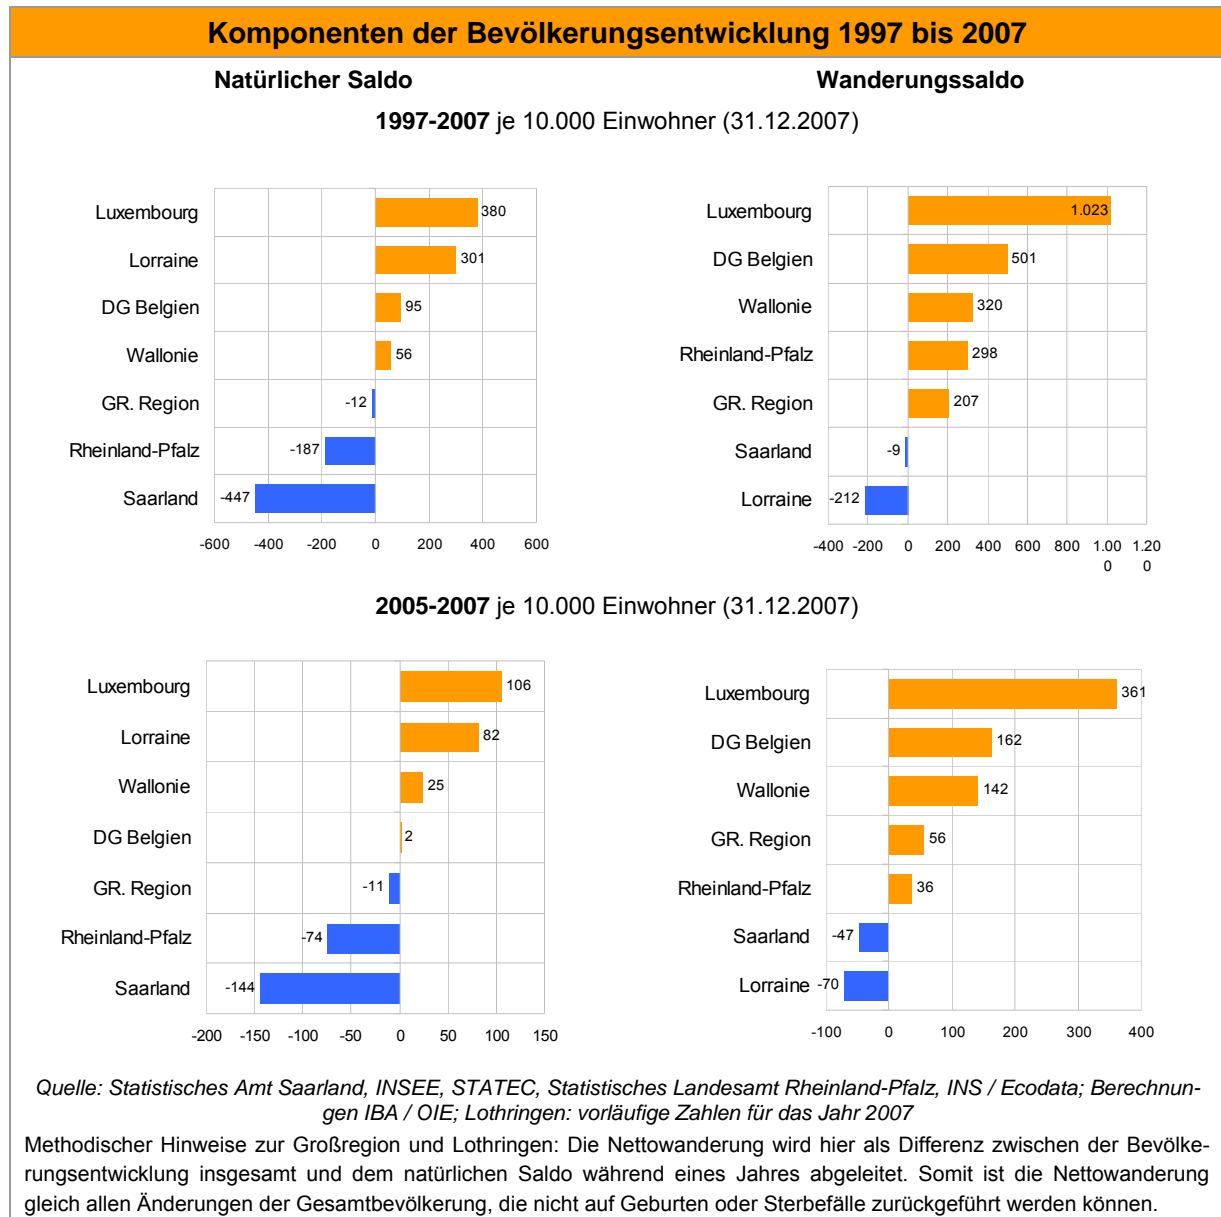 Komponenten der Bevölkerungsentwicklung 1997 bis 2007
Natürlicher Saldo
Wanderungssaldo
1997-2007 je 10.000 Einwohner (31.12.2007)
Luxembourg 380
Lorraine 301
DG Belgien 95
Wallonie 56
GR. Region -12
Rheinland-Pfalz -187
Saarland -447
-600 -400 -200 0 200 400 600
Luxembourg 1.023
DG Belgien 501
Wallonie 320
Rheinland-Pfalz 298
GR. Region 207
Saarland -9
Lorraine -212
-400 -200 0 200 400 600 800 1.00 1.20
0 0
2005-2007 je 10.000 Einwohner (31.12.2007)
Luxembourg 106
Lorraine 82
Wallonie 25
DG Belgien 2
GR. Region -11
Rheinland-Pfalz -74
Saarland -144
-200 -150 -100 -50 0 50 100 150
Luxembourg 361
DG Belgien 162
Wallonie 142
GR. Region 56
Rheinland-Pfalz 36
Saarland -47
Lorraine -70
-100 0 100 200 300 400
Quelle: Statistisches Amt Saarland, INSEE, STATEC, Statistisches Landesamt Rheinland-Pfalz, INS / Ecodata; Berechnun-
gen IBA / OIE; Lothringen: vorläufige Zahlen für das Jahr 2007
Methodischer Hinweise zur Großregion und Lothringen: Die Nettowanderung wird hier als Differenz zwischen der Bevölke-
rungsentwicklung insgesamt und dem natürlichen Saldo während eines Jahres abgeleitet. Somit ist die Nettowanderung
gleich allen Änderungen der Gesamtbevölkerung, die nicht auf Geburten oder Sterbefälle zurückgeführt werden können.